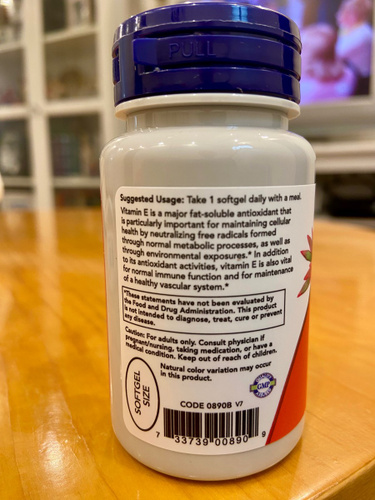 PULL
Suggested Usage: Take 1 softgel daily with a meal.
Vitamin E is a major fat-soluble antioxidant that
is particularly important for maintaining cellular
health by neutralizing free radicals formed
through normal metabolic processes, as well as
through environmental exposures.* In addition
to its antioxidant activities, vitamin E is also vital
for normal immune function and for maintenance
of a healthy vascular system.*
*These statements have not been evaluated by
the Food and Drug Administration. This product
is not intended to diagnose, treat, cure or prevent
any disease.
Caution: For adults only. Consult physician if
pregnant/nursing, taking medication, or have a
medical condition. Keep out of reach of children.
Natural color variation may occur
in this product.
SOFTGEL
SIZE
GMP
CODE 0890B V7
7 33739 00890 9